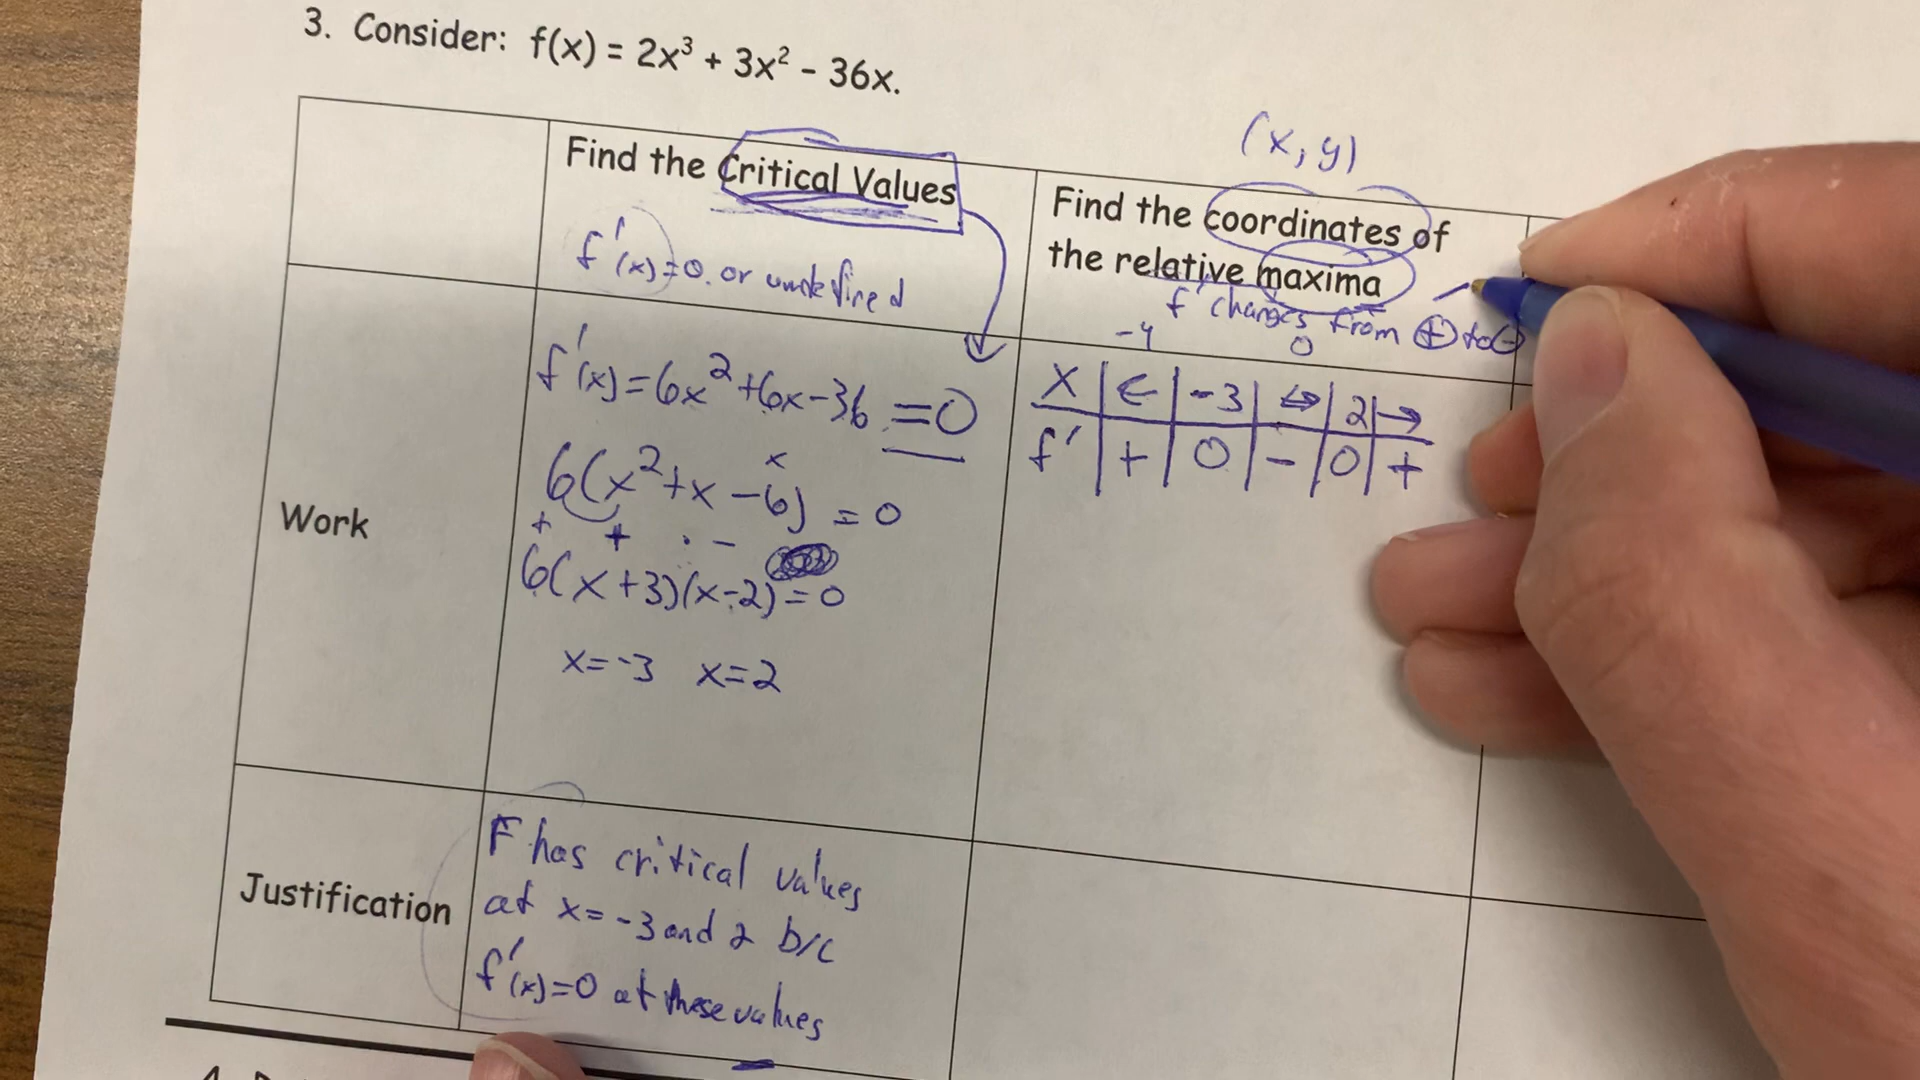 3. Consider: f(x) = 2x³ + 3x² - 36x.
Find the Critical Values
f'(x)=0 or undefined
(x, y)
Find the coordinates of
the relative maxima
f' changes from + to -
-4 0
Work
f'(x)=6x²+6x-36 =0
6(x²+x-6) = 0
+ + · -
6(x+3)(x-2)=0
x=-3 x=2
X | ← | -3 | ↔ | 2 | →
f' | + | 0 | - | 0 | +
Justification
F has critical values
at x=-3 and 2 b/c
f'(x)=0 at these values